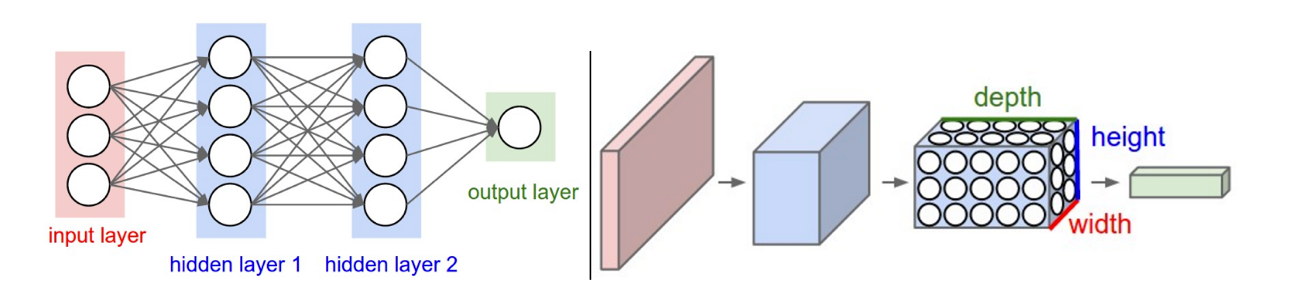 input layer
hidden layer 1
hidden layer 2
output layer
depth
height
width